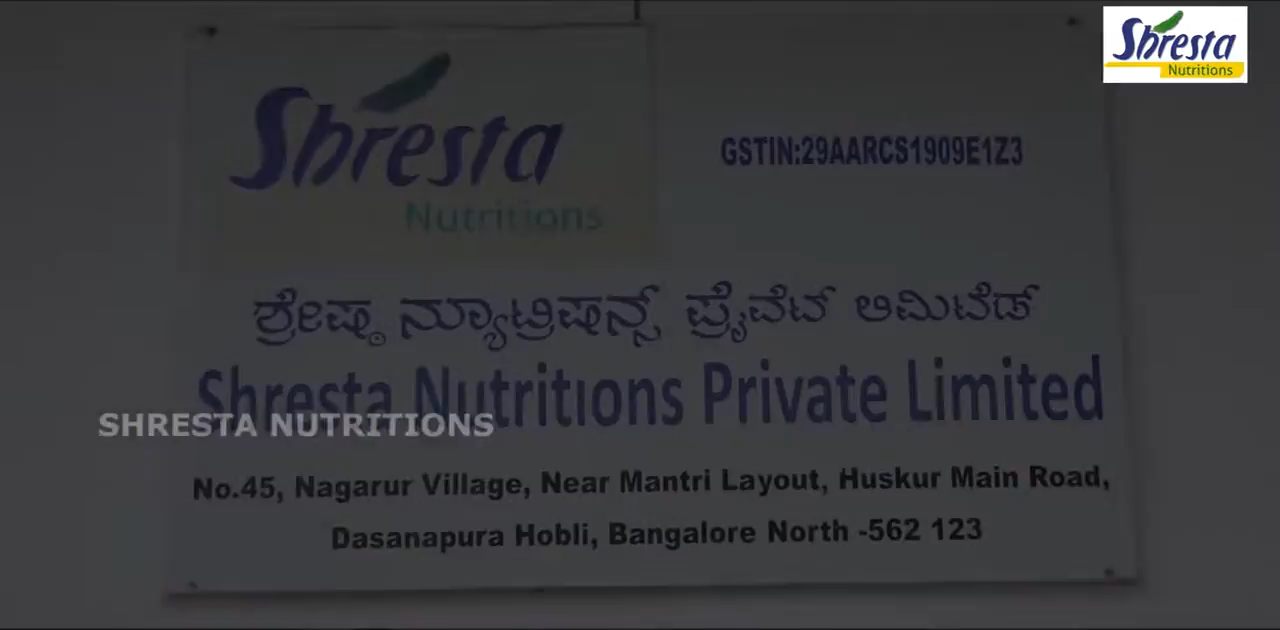 Shresta
Nutritions
Shresta
Nutritions
GSTIN:29AARCS1909E1Z3
ಶ್ರೇಷ್ಠ ನ್ಯೂಟ್ರಿಷನ್ಸ್ ಪ್ರೈವೆಟ್ ಲಿಮಿಟೆಡ್
Shresta Nutritions Private Limited
SHRESTA NUTRITIONS
No.45, Nagarur Village, Near Mantri Layout, Huskur Main Road,
Dasanapura Hobli, Bangalore North -562 123